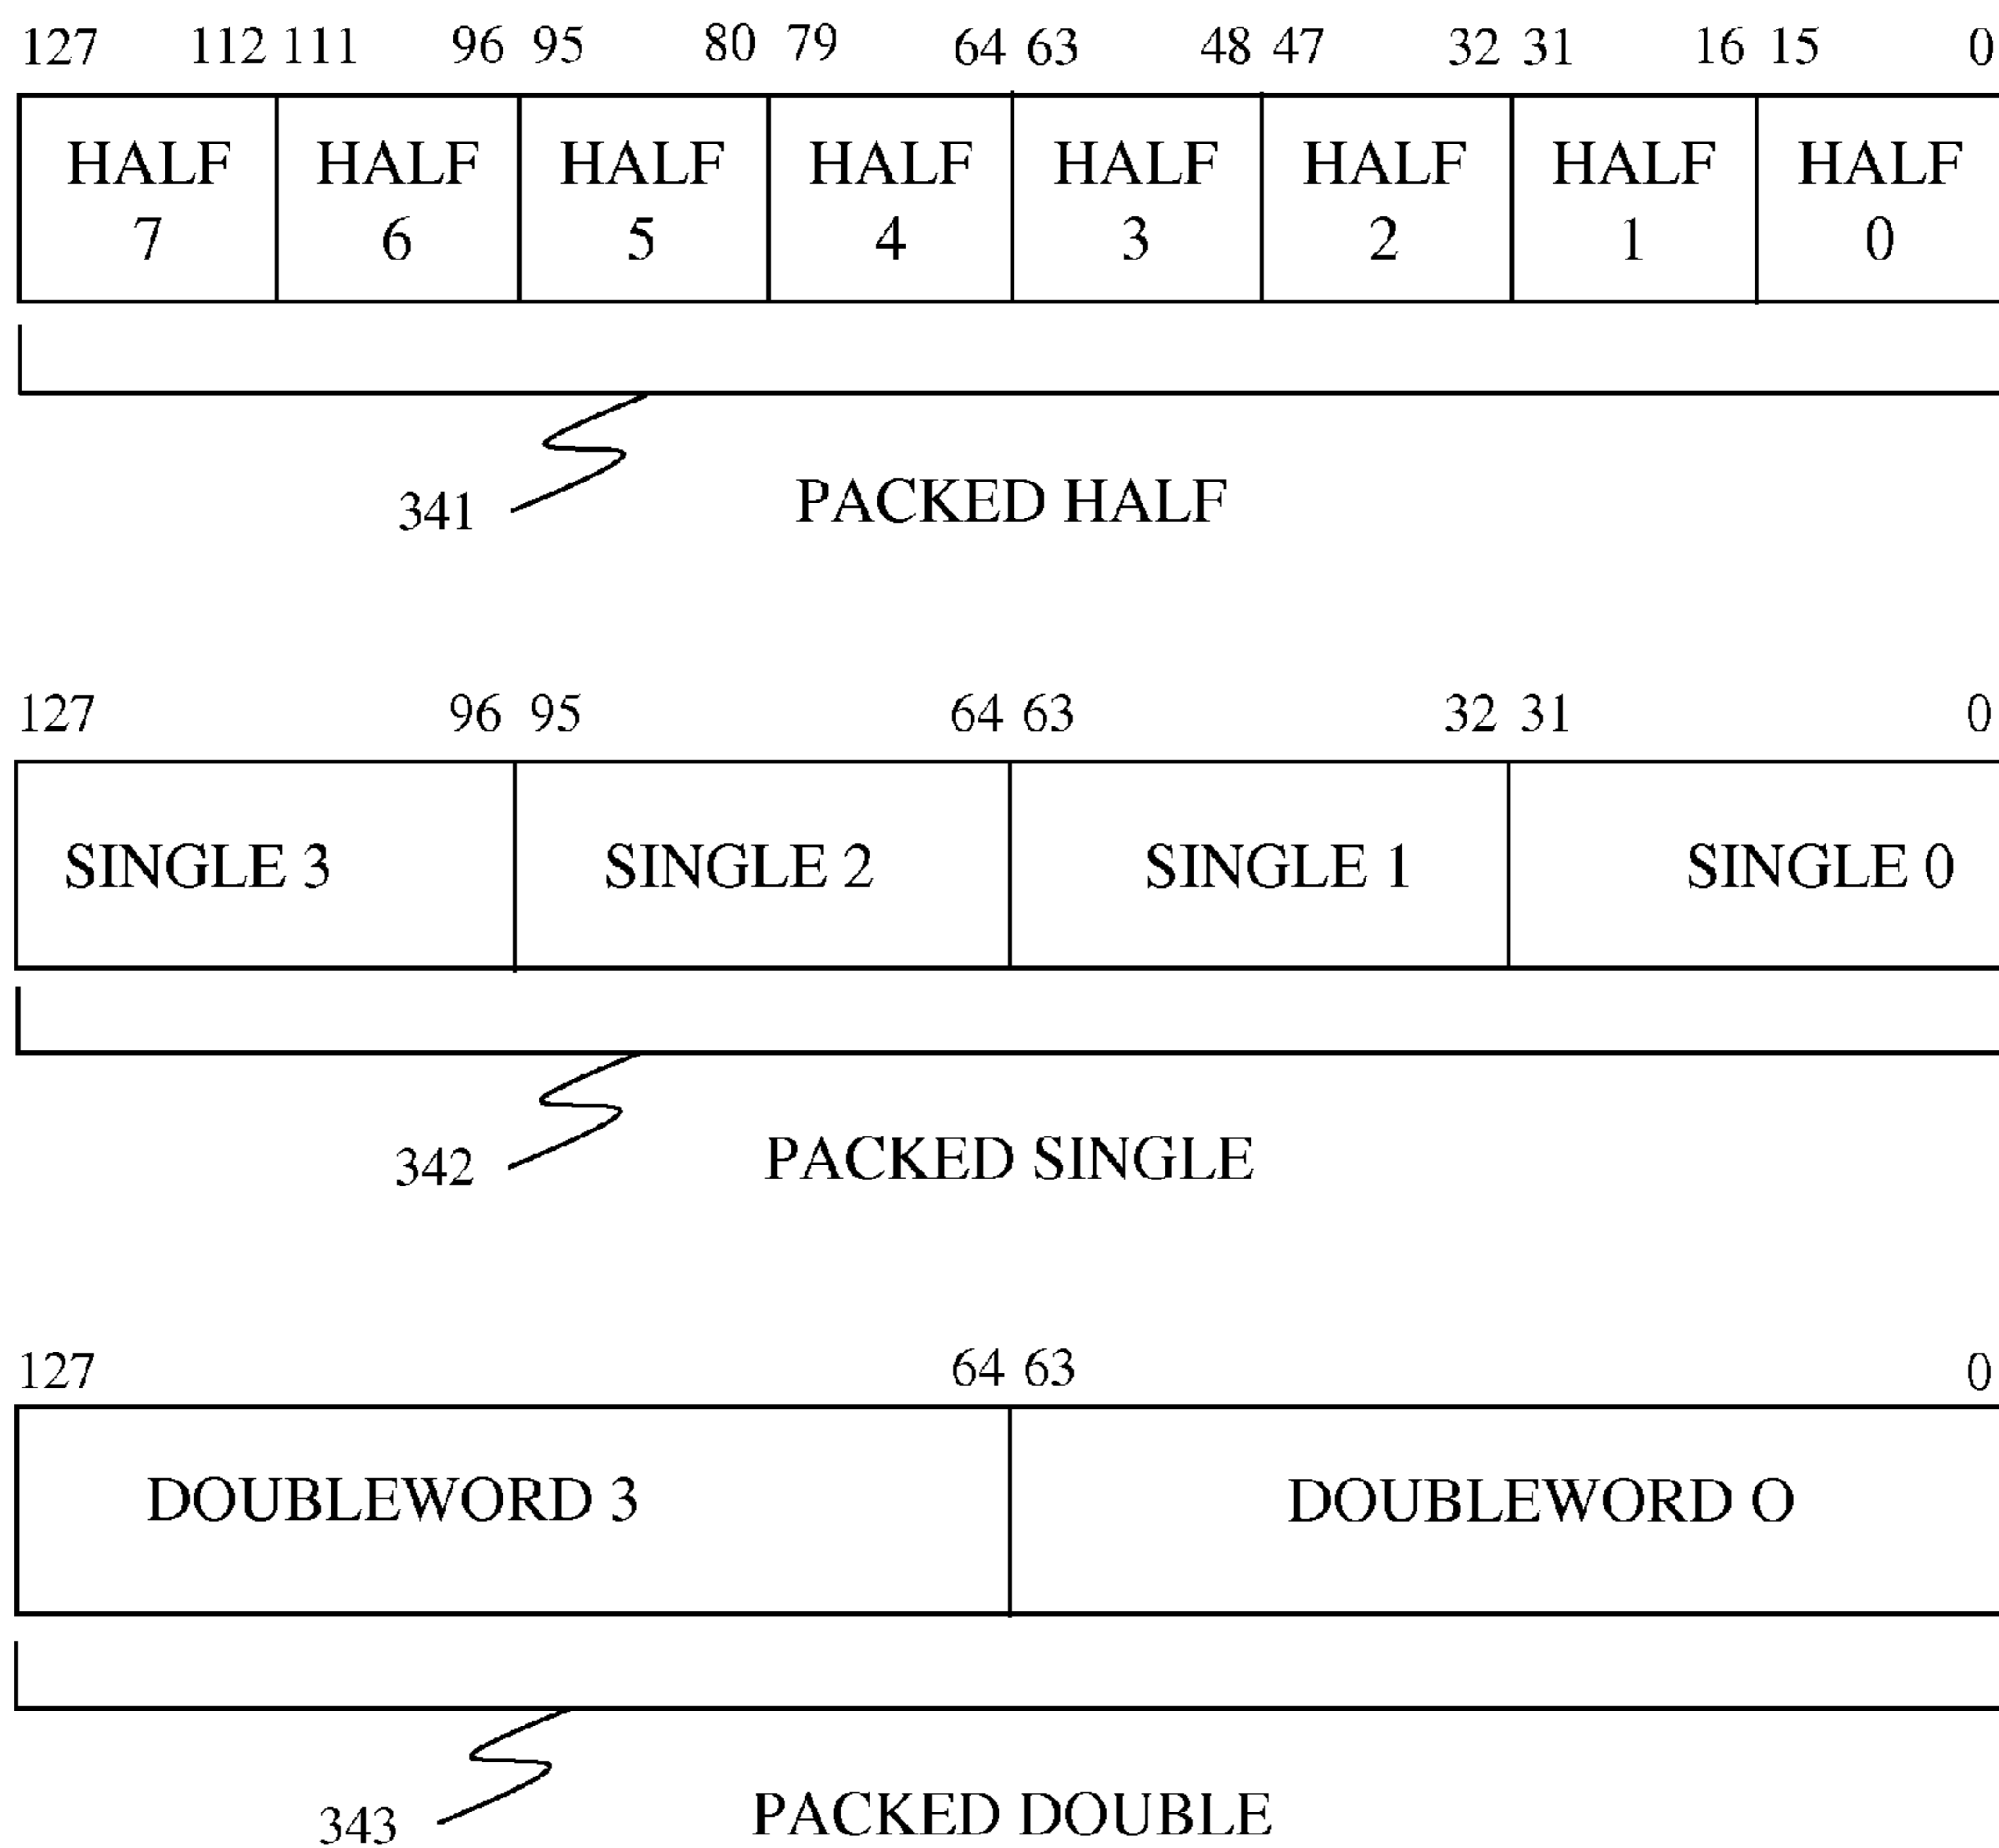 127 112 111 96 95 80 79 64 63 48 47 32 31 16 15 0
HALF HALF HALF HALF HALF HALF HALF HALF
7 6 5 4 3 2 1 0
341 PACKED HALF
127 96 95 64 63 32 31 0
SINGLE 3 SINGLE 2 SINGLE 1 SINGLE 0
342 PACKED SINGLE
127 64 63 0
DOUBLEWORD 3 DOUBLEWORD O
343 PACKED DOUBLE